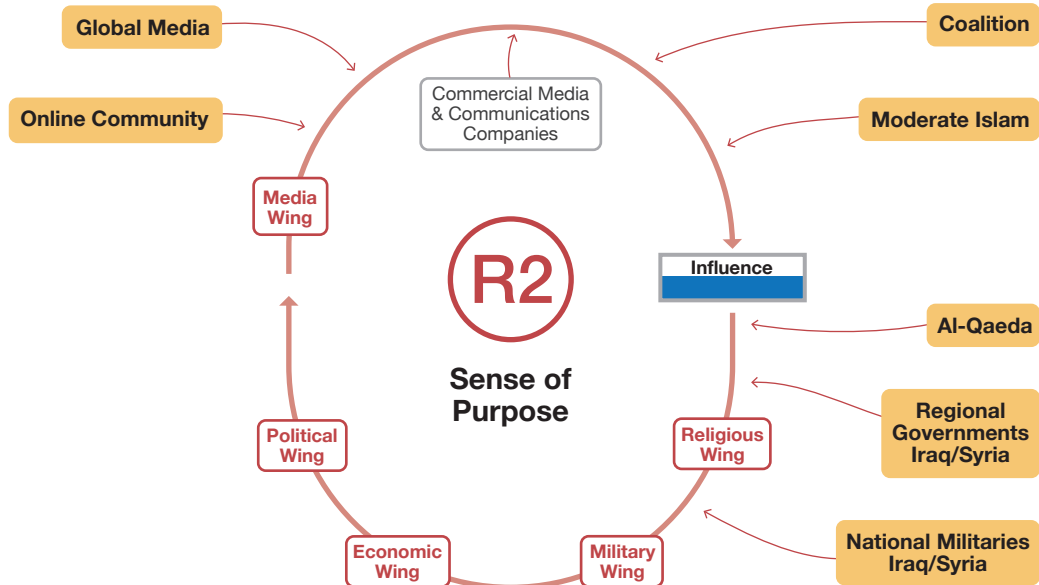 Global Media
Coalition
Commercial Media
& Communications
Companies
Online Community
Moderate Islam
Media
Wing
R2
Influence
Sense of
Purpose
Al-Qaeda
Regional
Governments
Iraq/Syria
Political
Wing
Religious
Wing
Economic
Wing
Military
Wing
National Militaries
Iraq/Syria